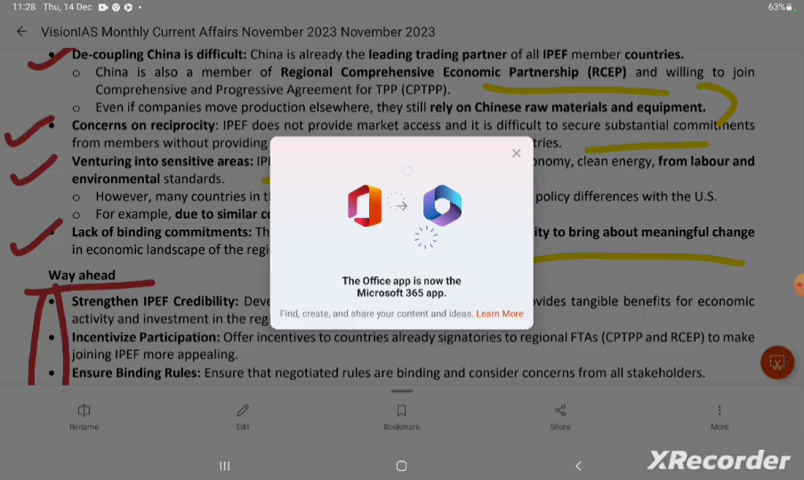 11:28 Thu, 14 Dec
63%
VisionIAS Monthly Current Affairs November 2023 November 2023
De-coupling China is difficult: China is already the leading trading partner of all IPEF member countries.
o China is also a member of Regional Comprehensive Economic Partnership (RCEP) and willing to join
Comprehensive and Progressive Agreement for TPP (CPTPP).
o Even if companies move production elsewhere, they still rely on Chinese raw materials and equipment.
• Concerns on reciprocity: IPEF does not provide market access and it is difficult to secure substantial commitments
from members without providing tries.
Venturing into sensitive areas: onomy, clean energy, from labour and
environmental standards.
o However, many countries in policy differences with the U.S.
o For example, due to similar
Lack of binding commitments: ity to bring about meaningful change
in economic landscape of the
Way ahead
Strengthen IPEF Credibility: vides tangible benefits for economic
activity and investment in the
• Incentivize Participation: Offer incentives to countries already signatories to regional FTAs (CPTPP and RCEP) to make
joining IPEF more appealing.
• Ensure Binding Rules: Ensure that negotiated rules are binding and consider concerns from all stakeholders.
The Office app is now the
Microsoft 365 app.
Find, create, and share your content and ideas. Learn More
Rename Edit Bookmark Share More
XRecorder